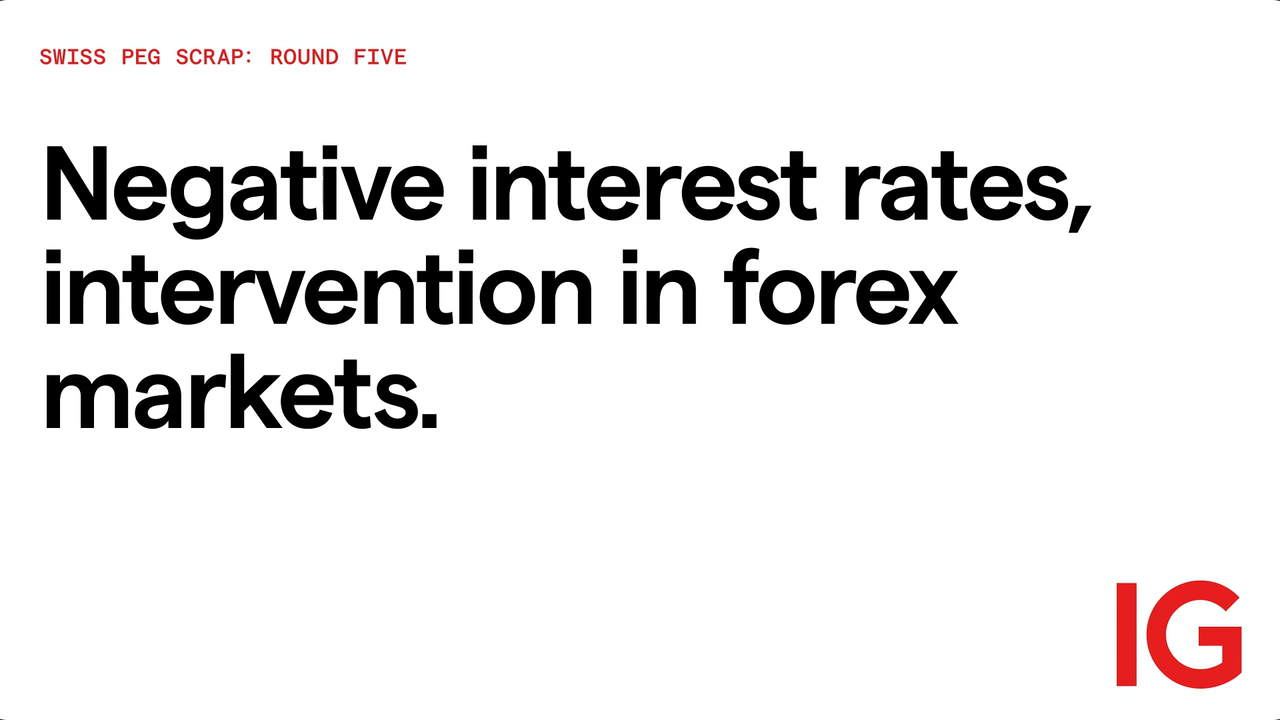 SWISS PEG SCRAP: ROUND FIVE
Negative interest rates,
intervention in forex
markets.
IG